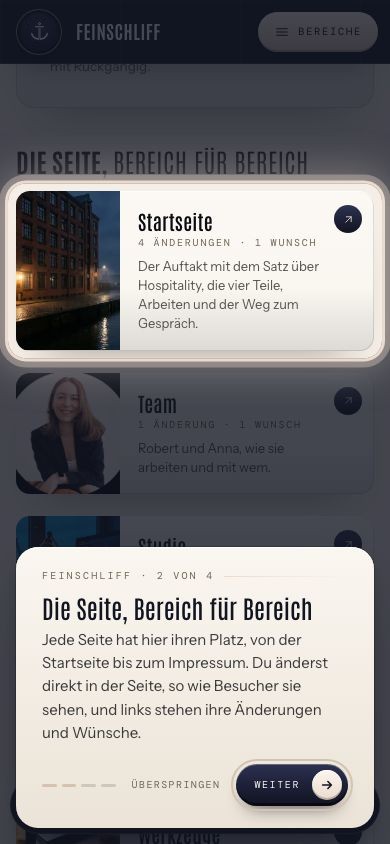 FEINSCHLIFF
BEREICHE
mit Rückgängig.
DIE SEITE, BEREICH FÜR BEREICH
Startseite
4 ÄNDERUNGEN · 1 WUNSCH
Der Auftakt mit dem Satz über
Hospitality, die vier Teile,
Arbeiten und der Weg zum
Gespräch.
Team
1 ÄNDERUNG · 1 WUNSCH
Robert und Anna, wie sie
arbeiten und mit wem.
Studio
FEINSCHLIFF · 2 VON 4
Die Seite, Bereich für Bereich
Jede Seite hat hier ihren Platz, von der
Startseite bis zum Impressum. Du änderst
direkt in der Seite, so wie Besucher sie
sehen, und links stehen ihre Änderungen
und Wünsche.
ÜBERSPRINGEN
WEITER
Werkzeuge